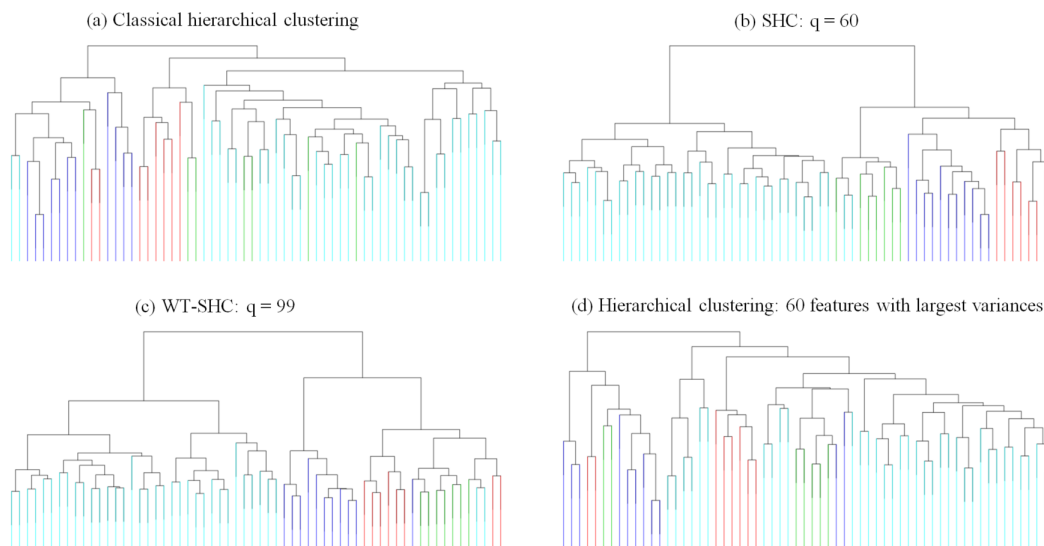 (a) Classical hierarchical clustering
(b) SHC: q = 60
(c) WT-SHC: q = 99
(d) Hierarchical clustering: 60 features with largest variances